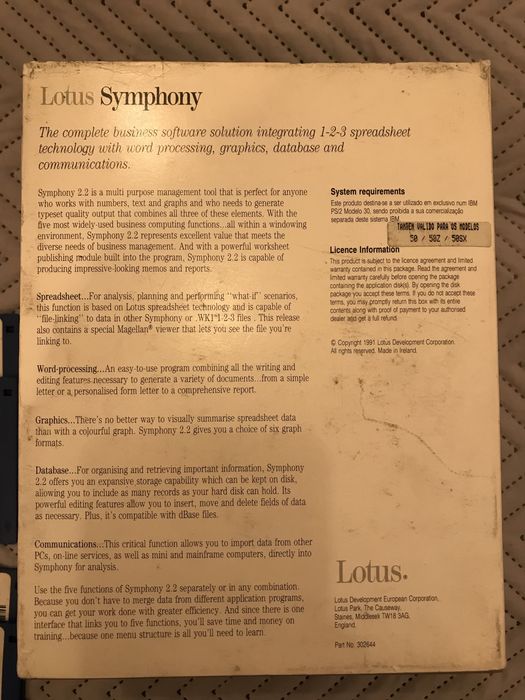 Lotus Symphony
The complete business software solution integrating 1-2-3 spreadsheet
technology with word processing, graphics, database and
communications.
Symphony 2.2 is a multi purpose management tool that is perfect for anyone
who works with numbers, text and graphs and who needs to generate
typeset quality output that combines all three of these elements. With the
five most widely-used business computing functions...all within a windowing
environment, Symphony 2.2 represents excellent value that meets the
diverse needs of business management. And with a powerful worksheet
publishing module built into the program, Symphony 2.2 is capable of
producing impressive-looking memos and reports.
Spreadsheet...For analysis, planning and performing "what-if" scenarios,
this function is based on Lotus spreadsheet technology and is capable of
"file-linking" to data in other Symphony or .WK1*1-2-3 files . This release
also contains a special Magellan® viewer that lets you see the file you're
linking to.
Word-processing...An easy-to-use program combining all the writing and
editing features necessary to generate a variety of documents...from a simple
letter or a personalised form letter to a comprehensive report.
Graphics...There's no better way to visually summarise spreadsheet data
than with a colourful graph. Symphony 2.2 gives you a choice of six graph
formats.
Database...For organising and retrieving important information, Symphony
2.2 offers you an expansive storage capability which can be kept on disk,
allowing you to include as many records as your hard disk can hold. Its
powerful editing features allow you to insert, move and delete fields of data
as necessary. Plus, it's compatible with dBase files.
Communications...This critical function allows you to import data from other
PCs, on-line services, as well as mini and mainframe computers, directly into
Symphony for analysis.
Use the five functions of Symphony 2.2 separately or in any combination.
Because you don't have to merge data from different application programs,
you can get your work done with greater efficiency. And since there is one
interface that links you to five functions, you'll save time and money on
training...because one menu structure is all you'll need to learn.
System requirements
Este produto destina-se a ser utilizado em exclusivo num IBM
PS/2 Modelo 30, sendo proibida a sua comercialização
separada deste sistema IBM.
TAMBEM VALIDO PARA OS MODELOS
50 / 50Z / 50SX
Licence Information
This product is subject to the licence agreement and limited
warranty contained in this package. Read the agreement and
limited warranty carefully before opening the package
containing the application disk(s). By opening the disk
package you accept these terms. If you do not accept these
terms, you may promptly return this box with its entire
contents along with proof of payment to your authorised
dealer and get a full refund.
© Copyright 1991 Lotus Development Corporation.
All rights reserved. Made in Ireland.
Lotus.
Lotus Development European Corporation,
Lotus Park, The Causeway,
Staines, Middlesex TW18 3AG.
England.
Part No. 302644